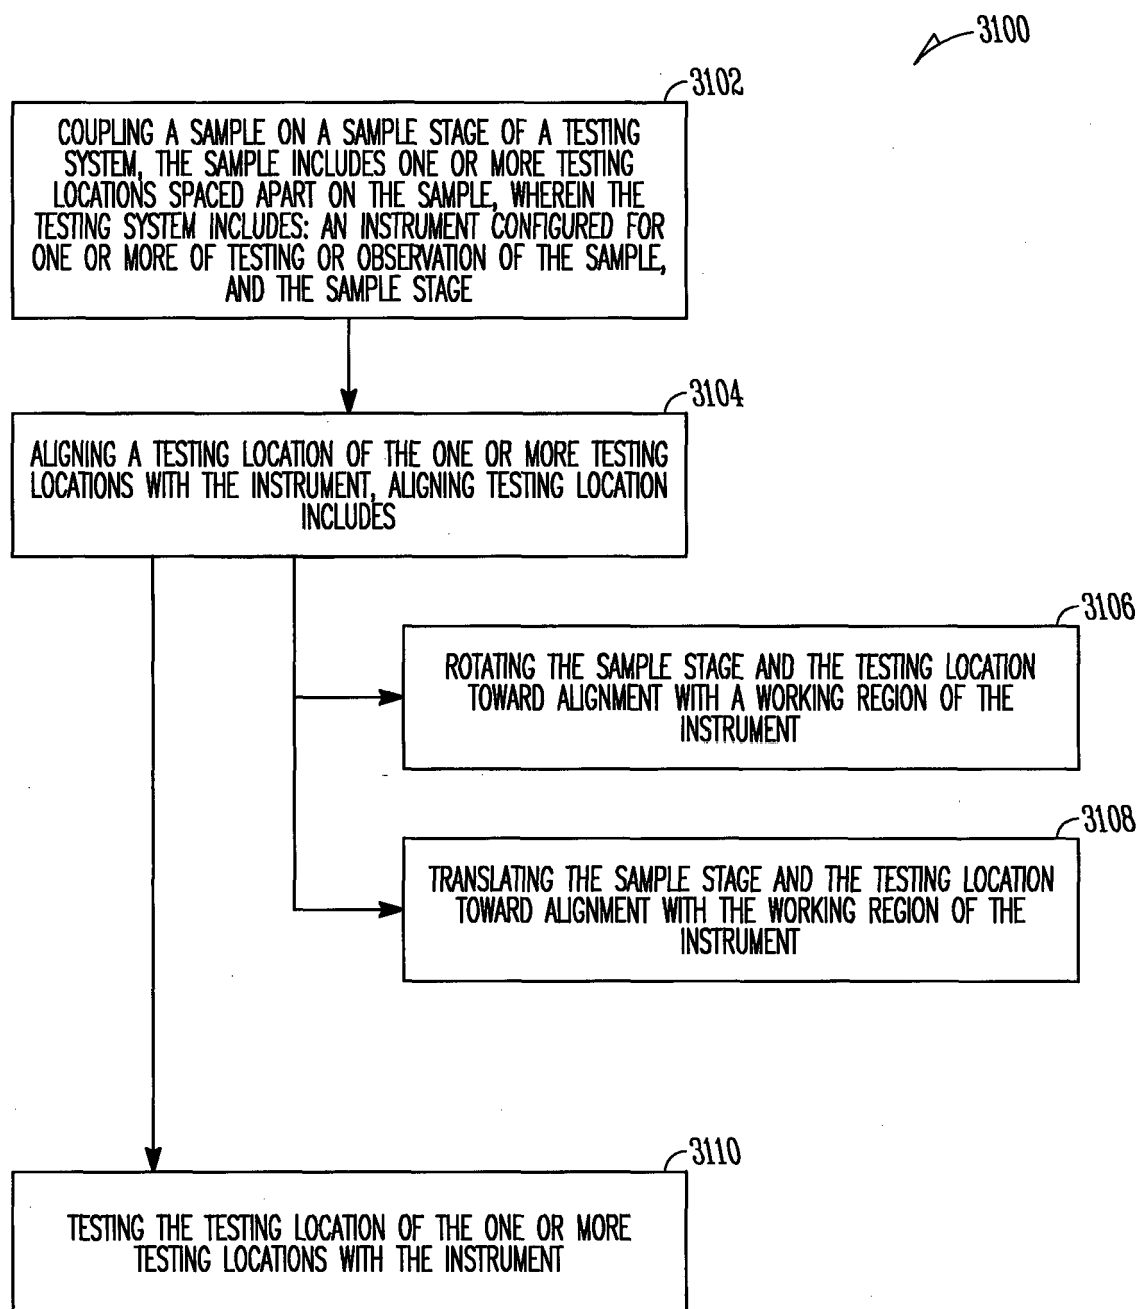 3100
3102
COUPLING A SAMPLE ON A SAMPLE STAGE OF A TESTING
SYSTEM, THE SAMPLE INCLUDES ONE OR MORE TESTING
LOCATIONS SPACED APART ON THE SAMPLE, WHEREIN THE
TESTING SYSTEM INCLUDES: AN INSTRUMENT CONFIGURED FOR
ONE OR MORE OF TESTING OR OBSERVATION OF THE SAMPLE,
AND THE SAMPLE STAGE
3104
ALIGNING A TESTING LOCATION OF THE ONE OR MORE TESTING
LOCATIONS WITH THE INSTRUMENT, ALIGNING TESTING LOCATION
INCLUDES
3106
ROTATING THE SAMPLE STAGE AND THE TESTING LOCATION
TOWARD ALIGNMENT WITH A WORKING REGION OF THE
INSTRUMENT
3108
TRANSLATING THE SAMPLE STAGE AND THE TESTING LOCATION
TOWARD ALIGNMENT WITH THE WORKING REGION OF THE
INSTRUMENT
3110
TESTING THE TESTING LOCATION OF THE ONE OR MORE
TESTING LOCATIONS WITH THE INSTRUMENT